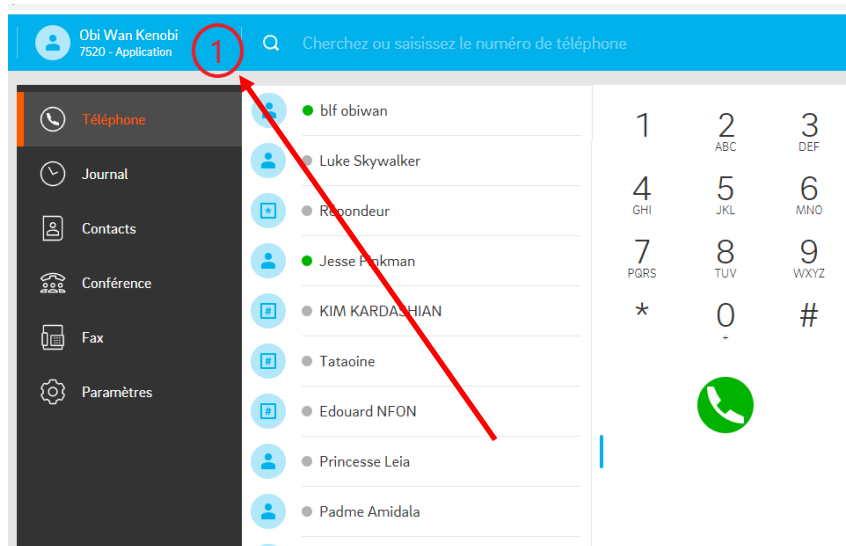 Obi Wan Kenobi
7520 - Application
1
Cherchez ou saisissez le numéro de téléphone
Téléphone
Journal
Contacts
Conférence
Fax
Paramètres
blf obiwan
Luke Skywalker
Répondeur
Jesse Pinkman
KIM KARDASHIAN
Tataoine
Edouard NFON
Princesse Leia
Padme Amidala
1 2 3
ABC DEF
4 5 6
GHI JKL MNO
7 8 9
PQRS TUV WXYZ
* 0 #
+